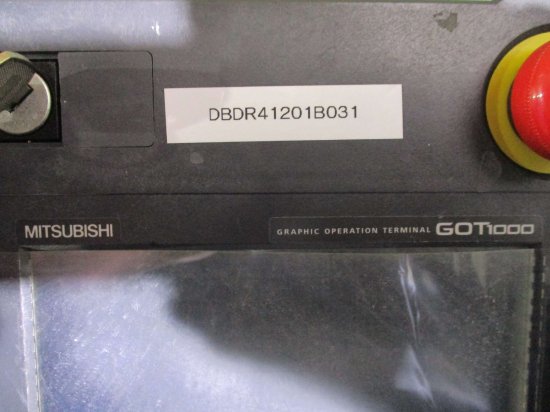 DBDR41201B031
MITSUBISHI
GRAPHIC OPERATION TERMINAL GOT1000